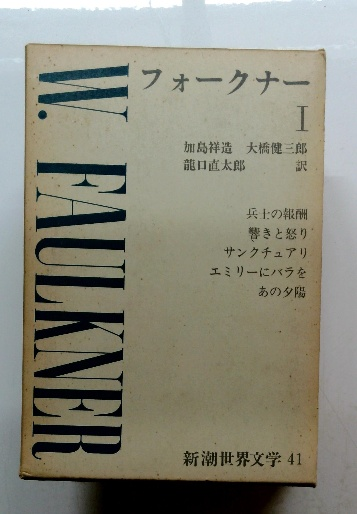 W. FAULKNER
フォークナー
I
加島祥造 大橋健三郎
龍口直太郎 訳
兵士の報酬
響きと怒り
サンクチュアリ
エミリーにバラを
あの夕陽
新潮世界文学 41